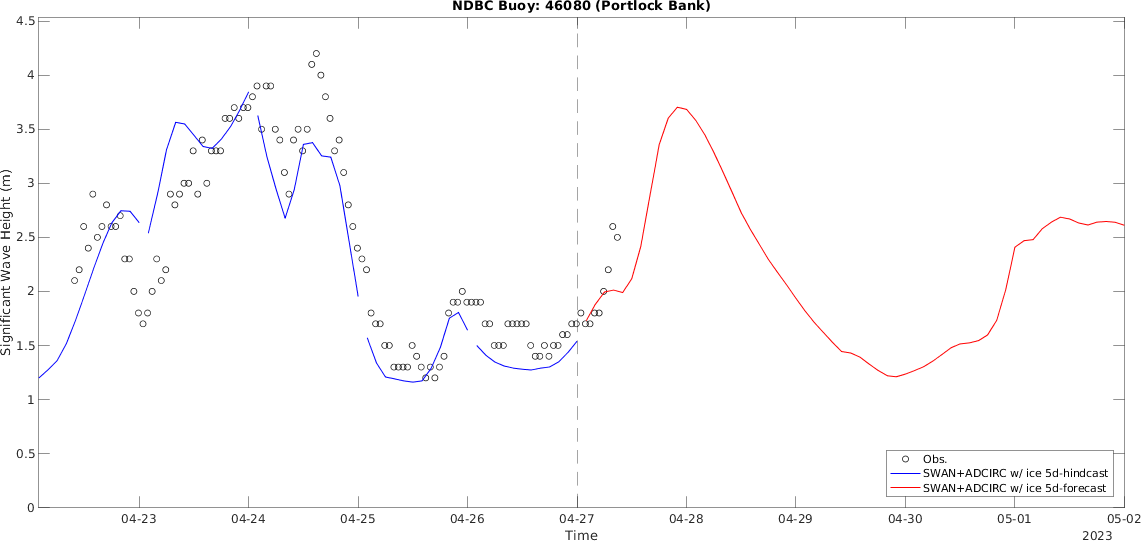 NDBC Buoy: 46080 (Portlock Bank)
4.5
4
3.5
3
2.5
2
1.5
1
0.5
0
Significant Wave Height (m)
Obs.
SWAN+ADCIRC w/ ice 5d-hindcast
SWAN+ADCIRC w/ ice 5d-forecast
04-23 04-24 04-25 04-26 04-27 04-28 04-29 04-30 05-01 05-02
Time
2023